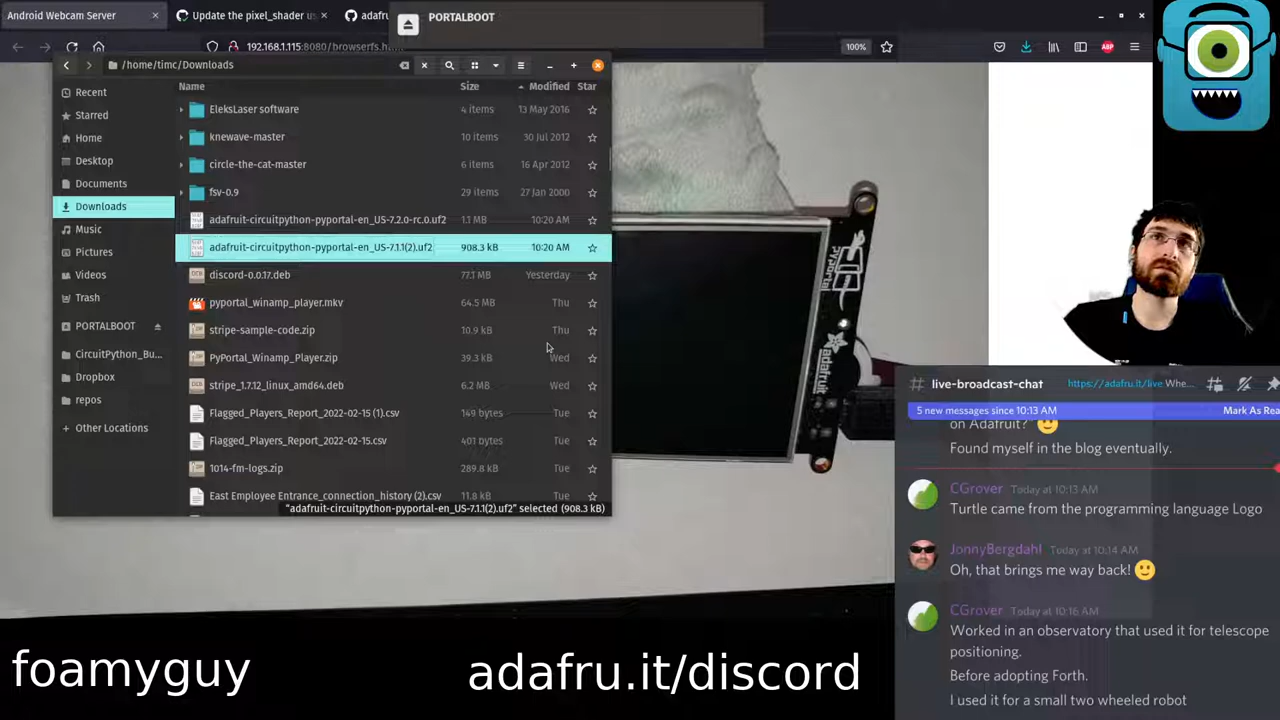 Android Webcam Server
Update the pixel_shader us
adafru
PORTALBOOT
192.168.1.115:8080/browserfs.h
100%
ABP
/home/timc/Downloads
Name Size Modified Star
Recent
Starred
Home
Desktop
Documents
Downloads
Music
Pictures
Videos
Trash
PORTALBOOT
CircuitPython_Bu...
Dropbox
repos
Other Locations
EleksLaser software 4 items 13 May 2016
knewave-master 10 items 30 Jul 2012
circle-the-cat-master 6 items 16 Apr 2012
fsv-0.9 29 items 27 Jan 2000
adafruit-circuitpython-pyportal-en_US-7.2.0-rc.0.uf2 1.1 MB 10:20 AM
adafruit-circuitpython-pyportal-en_US-7.1.1(2).uf2 908.3 kB 10:20 AM
discord-0.0.17.deb 77.1 MB Yesterday
pyportal_winamp_player.mkv 64.5 MB Thu
stripe-sample-code.zip 10.9 kB Thu
PyPortal_Winamp_Player.zip 39.3 kB Wed
stripe_1.7.12_linux_amd64.deb 6.2 MB Wed
Flagged_Players_Report_2022-02-15 (1).csv 149 bytes Tue
Flagged_Players_Report_2022-02-15.csv 401 bytes Tue
1014-fm-logs.zip 289.8 kB Tue
East Employee Entrance_connection_history (2).csv 11.8 kB Tue
"adafruit-circuitpython-pyportal-en_US-7.1.1(2).uf2" selected (908.3 kB)
pyportal
adafruit
live-broadcast-chat https://adafru.it/live Whe...
5 new messages since 10:13 AM Mark As Rea
on Adafruit? 🙂
Found myself in the blog eventually.
CGrover Today at 10:13 AM
Turtle came from the programming language Logo
JonnyBergdahl Today at 10:14 AM
Oh, that brings me way back! 🙂
CGrover Today at 10:16 AM
Worked in an observatory that used it for telescope
positioning.
Before adopting Forth.
I used it for a small two wheeled robot
foamyguy
adafru.it/discord